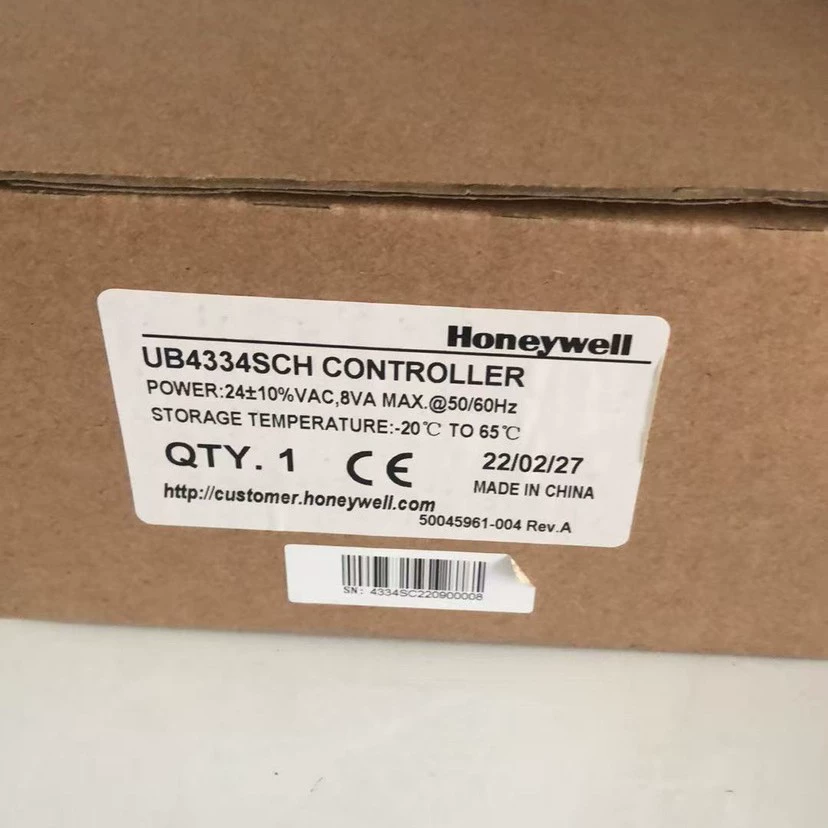 Honeywell
UB4334SCH CONTROLLER
POWER:24±10%VAC,8VA MAX.@50/60Hz
STORAGE TEMPERATURE:-20℃ TO 65℃
QTY. 1 CE 22/02/27
MADE IN CHINA
http://customer.honeywell.com
50045961-004 Rev.A
SN: 4334SC220900008